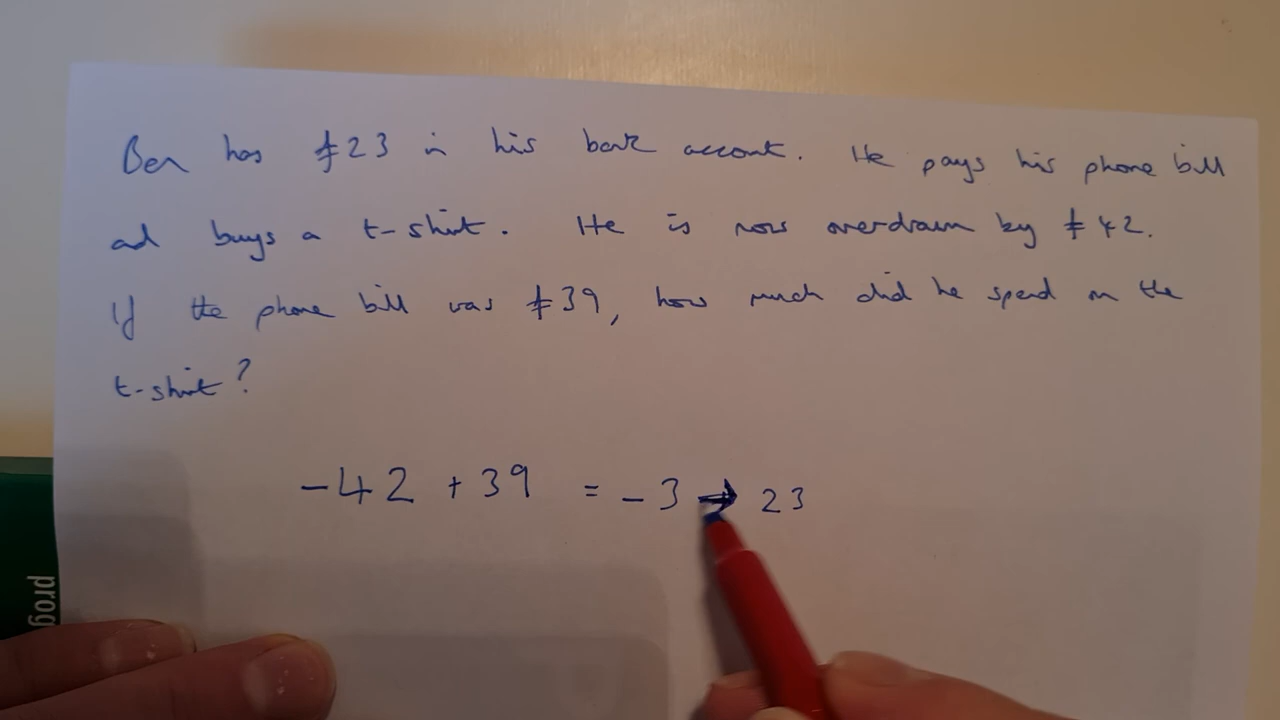 Ben has £23 in his bank account. He pays his phone bill
and buys a t-shirt. He is now overdrawn by £42.
If the phone bill was £39, how much did he spend on the
t-shirt?
-42 +39 = -3 → 23
prog